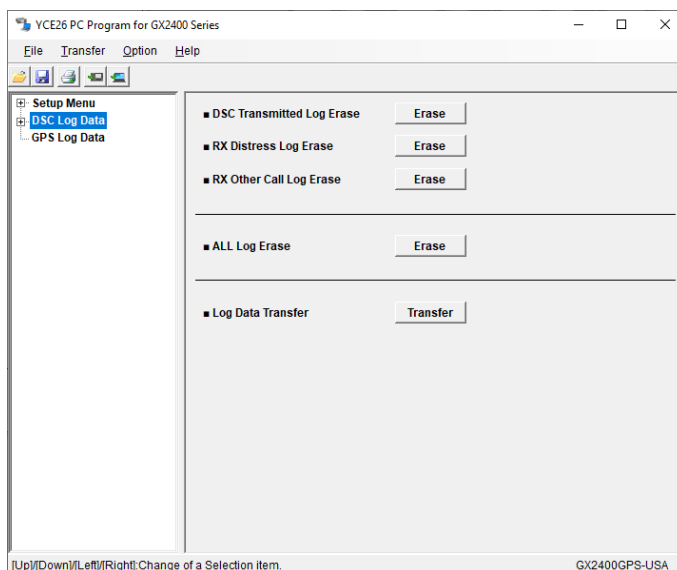 YCE26 PC Program for GX2400 Series
File Transfer Option Help
Setup Menu
DSC Log Data
GPS Log Data
■ DSC Transmitted Log Erase Erase
■ RX Distress Log Erase Erase
■ RX Other Call Log Erase Erase
■ ALL Log Erase Erase
■ Log Data Transfer Transfer
[Up]/[Down]/[Left]/[Right]:Change of a Selection item. GX2400GPS-USA